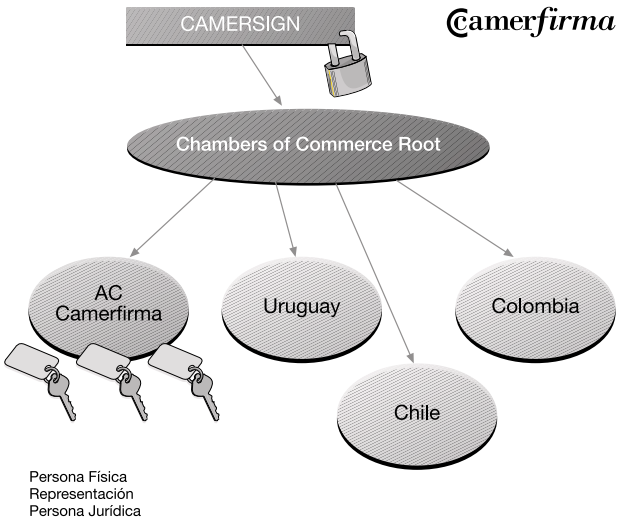 CAMERSIGN
Camerfirma
Chambers of Commerce Root
AC
Camerfirma
Uruguay
Colombia
Chile
Persona Física
Representación
Persona Jurídica